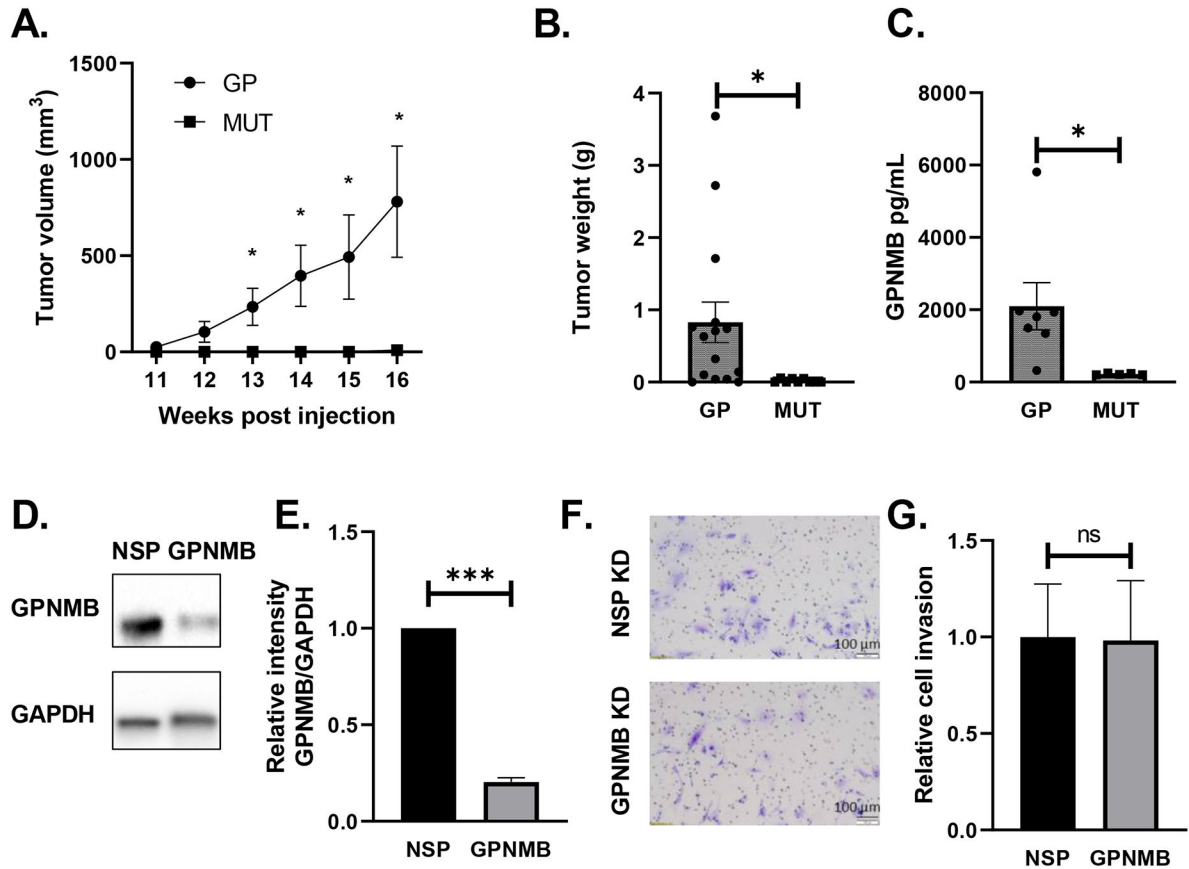 A.
1500
1000
500
0
Tumor volume (mm³)
GP
MUT
*
*
*
*
11 12 13 14 15 16
Weeks post injection
B.
4
3
2
1
0
Tumor weight (g)
*
GP MUT
C.
8000
6000
4000
2000
0
GPNMB pg/mL
*
GP MUT
D.
NSP GPNMB
GPNMB
GAPDH
E.
1.5
1.0
0.5
0.0
Relative intensity
GPNMB/GAPDH
***
NSP GPNMB
F.
NSP KD
100 µm
GPNMB KD
100 µm
G.
1.5
1.0
0.5
0.0
Relative cell invasion
ns
NSP GPNMB